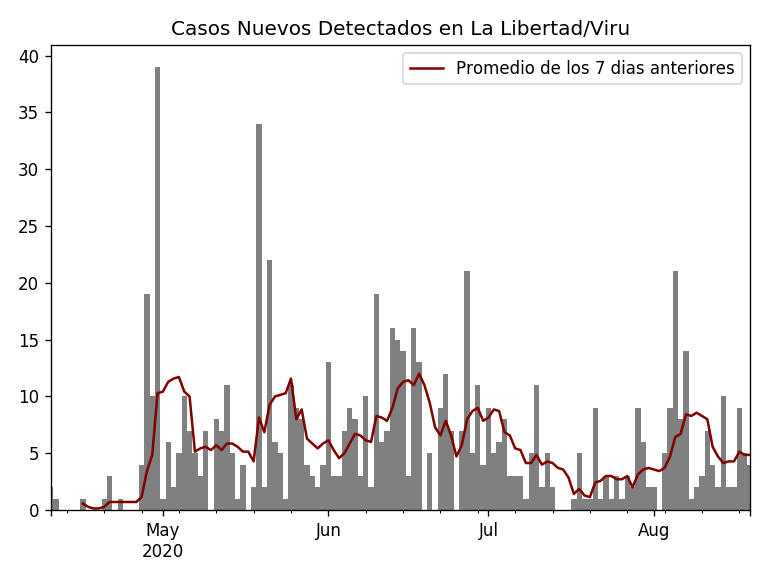 Casos Nuevos Detectados en La Libertad/Viru
Promedio de los 7 dias anteriores
40
35
30
25
20
15
10
5
0
May
2020
Jun
Jul
Aug